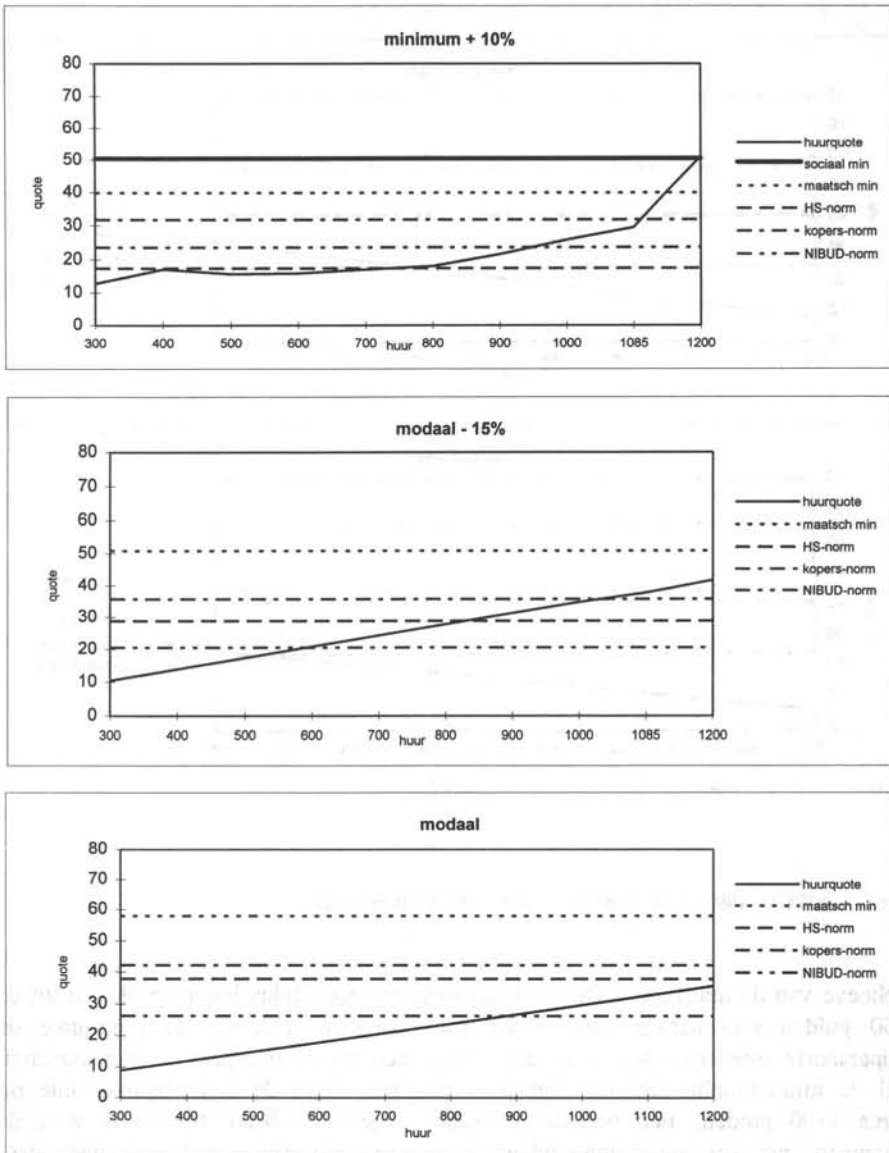 minimum + 10%
80
70
60
50
40
30
20
10
0
quote
300
400
500
600
700
800
900
1000
1085
1200
huur
huurquote
sociaal min
maatsch min
HS-norm
kopers-norm
NIBUD-norm
modaal - 15%
80
70
60
50
40
30
20
10
0
quote
300
400
500
600
700
800
900
1000
1085
1200
huur
huurquote
maatsch min
HS-norm
kopers-norm
NIBUD-norm
modaal
80
70
60
50
40
30
20
10
0
quote
300
400
500
600
700
800
900
1000
1100
1200
huur
huurquote
maatsch min
HS-norm
kopers-norm
NIBUD-norm